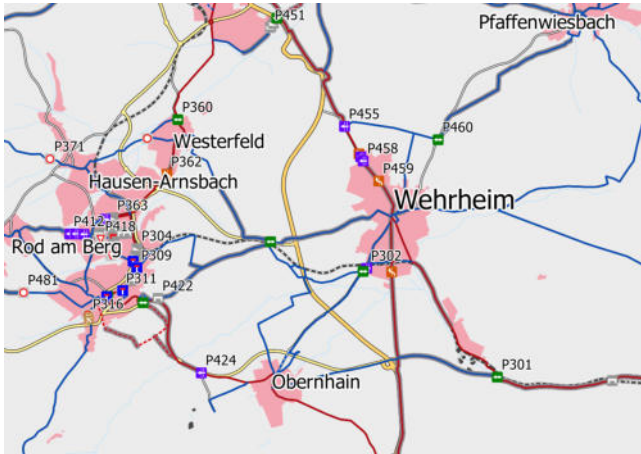 P451
Pfaffenwiesbach
P360
P455
P460
Westerfeld
P371
P458
P362
P459
Hausen-Arnsbach
Wehrheim
P363
P412
P418
P304
Rod am Berg
P309
P302
P481
P311
P422
P316
P424
P301
Obernhain